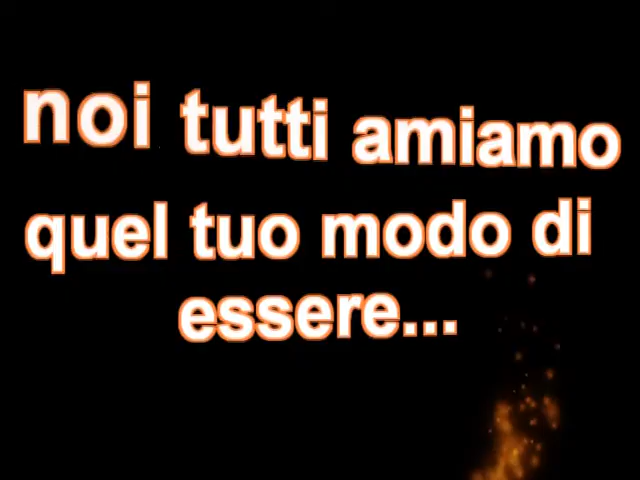 noi tutti amiamo
quel tuo modo di
essere...